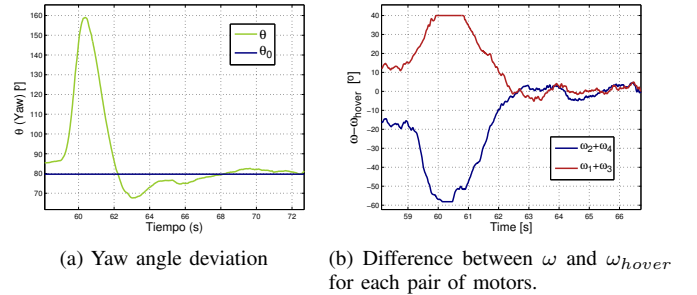 160
150
140
130
120
110
100
90
80
70
θ (Yaw) [º]
60 62 64 66 68 70 72
Tiempo (s)
θ
θ₀
(a) Yaw angle deviation
40
30
20
10
0
−10
−20
−30
−40
−50
−60
ω−ω_hover [º]
59 60 61 62 63 64 65 66
Time [s]
ω₂+ω₄
ω₁+ω₃
(b) Difference between ω and ω_hover
for each pair of motors.